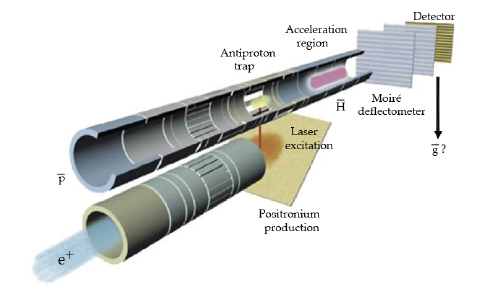 Detector
Acceleration
region
Antiproton
trap
H̅
Moiré
deflectometer
Laser
excitation
g̅ ?
p̅
Positronium
production
e⁺